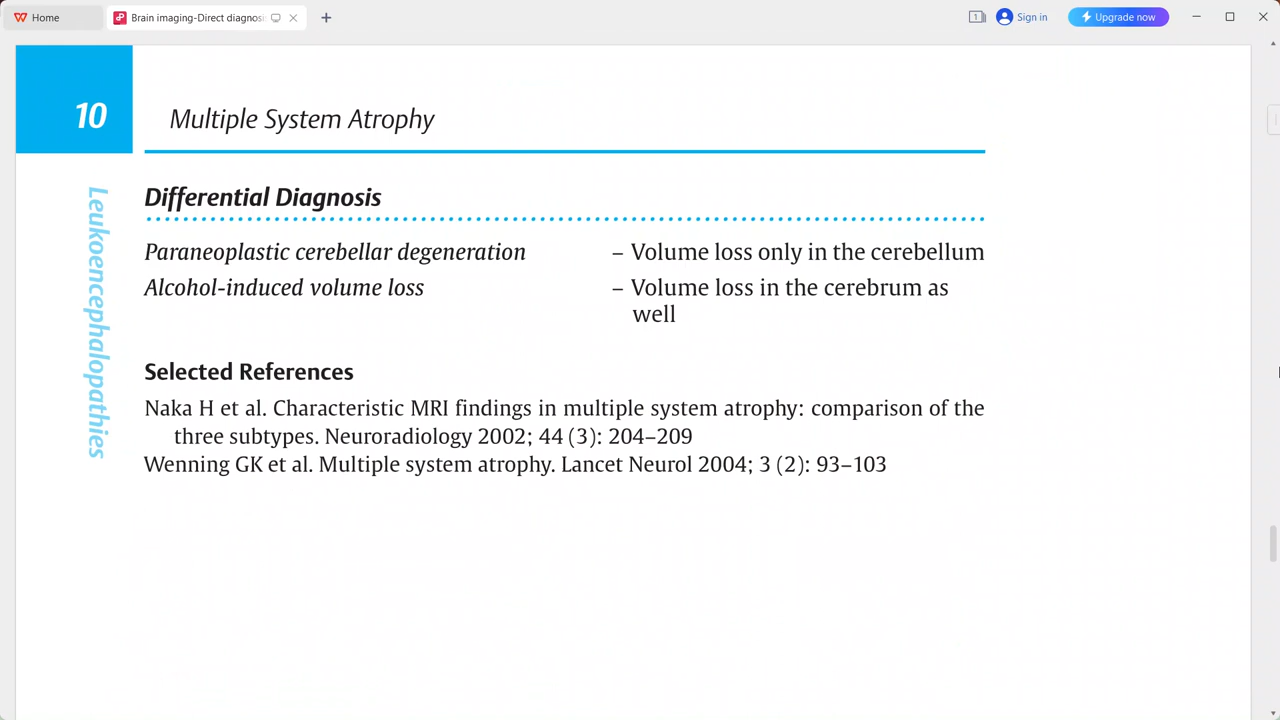 Home
Brain imaging-Direct diagnosi
1
Sign in
Upgrade now
10
Multiple System Atrophy
Leukoencephalopathies
Differential Diagnosis
Paraneoplastic cerebellar degeneration – Volume loss only in the cerebellum
Alcohol-induced volume loss – Volume loss in the cerebrum as
well
Selected References
Naka H et al. Characteristic MRI findings in multiple system atrophy: comparison of the
three subtypes. Neuroradiology 2002; 44 (3): 204–209
Wenning GK et al. Multiple system atrophy. Lancet Neurol 2004; 3 (2): 93–103